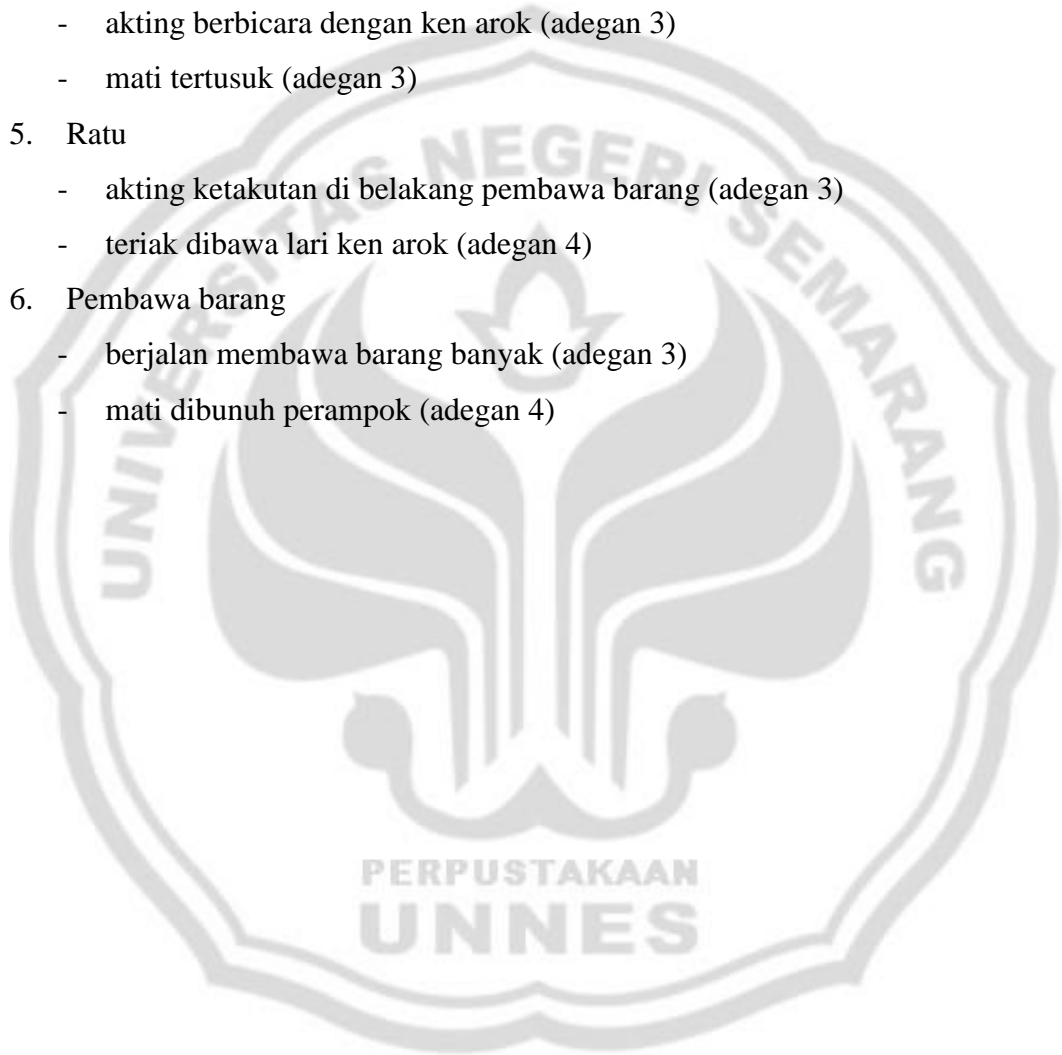 - akting berbicara dengan ken arok (adegan 3)
- mati tertusuk (adegan 3)
5. Ratu
- akting ketakutan di belakang pembawa barang (adegan 3)
- teriak dibawa lari ken arok (adegan 4)
6. Pembawa barang
- berjalan membawa barang banyak (adegan 3)
- mati dibunuh perampok (adegan 4)
UNIVERSITAS NEGERI SEMARANG
PERPUSTAKAAN
UNNES